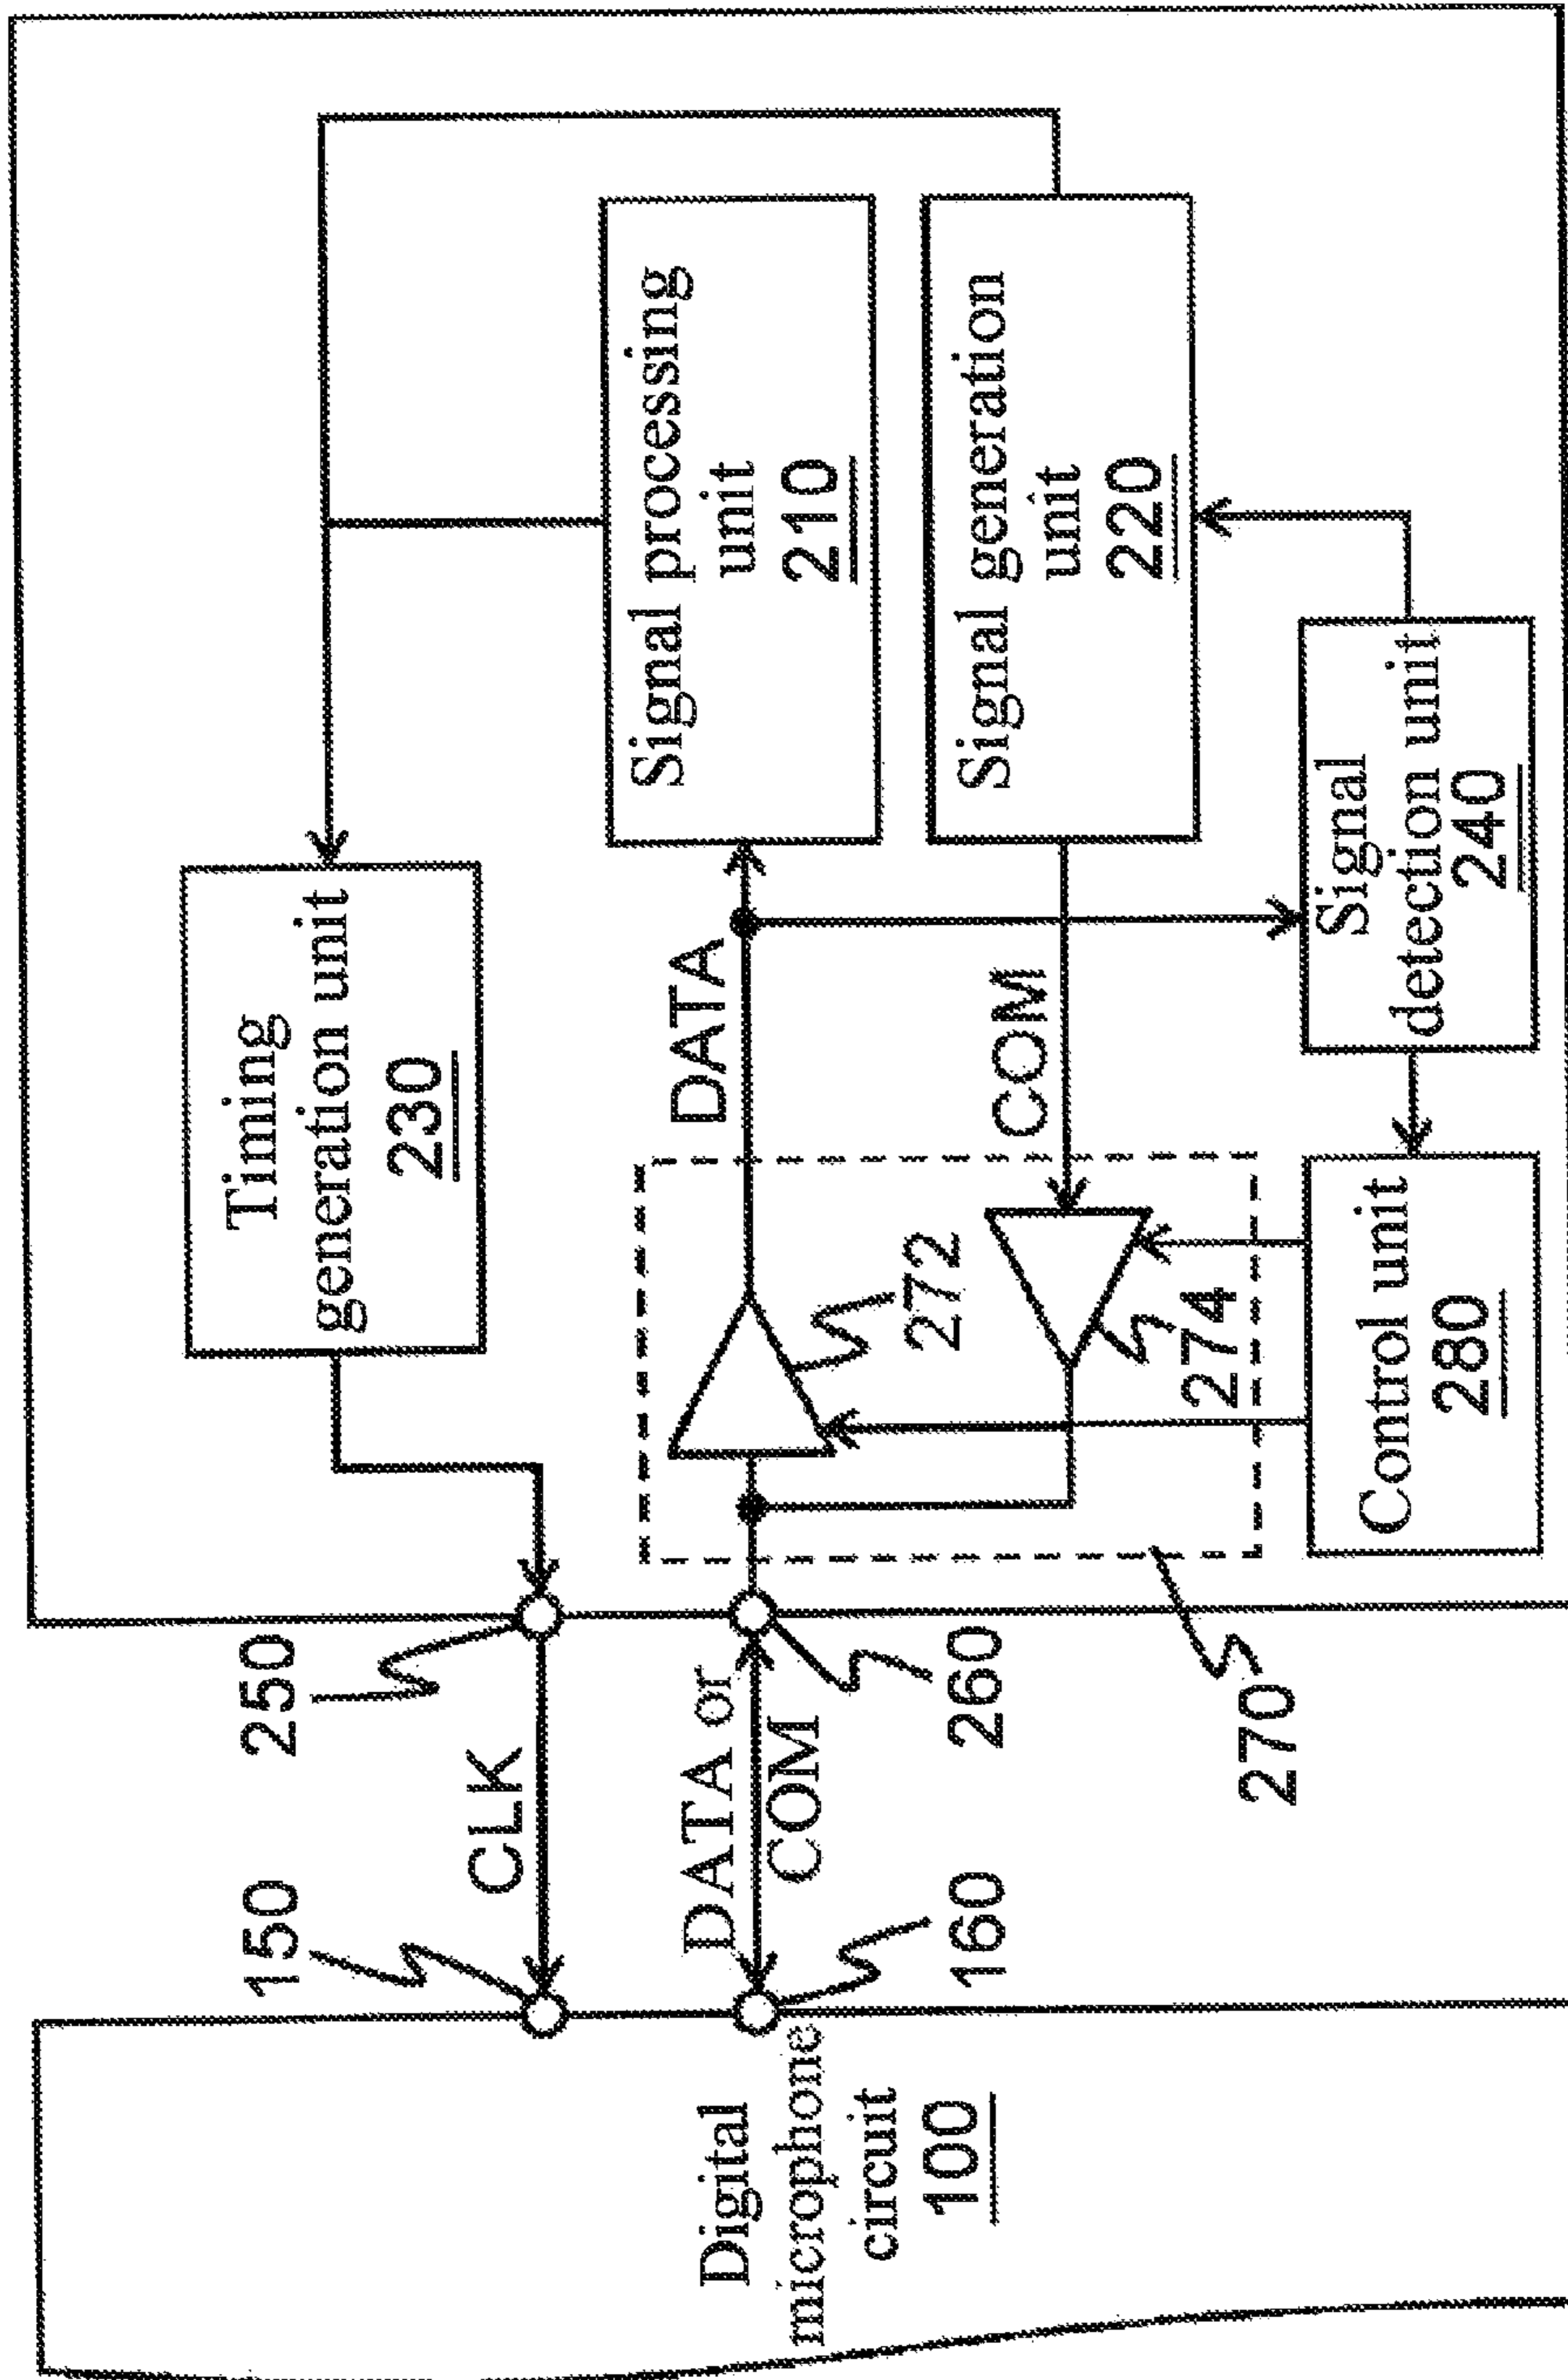 Digital
microphone
circuit
100
150
CLK
250
DATA or
COM
160
260
270
Timing
generation unit
230
DATA
COM
272
274
Signal processing
unit
210
Signal generation
unit
220
Signal
detection unit
240
Control unit
280